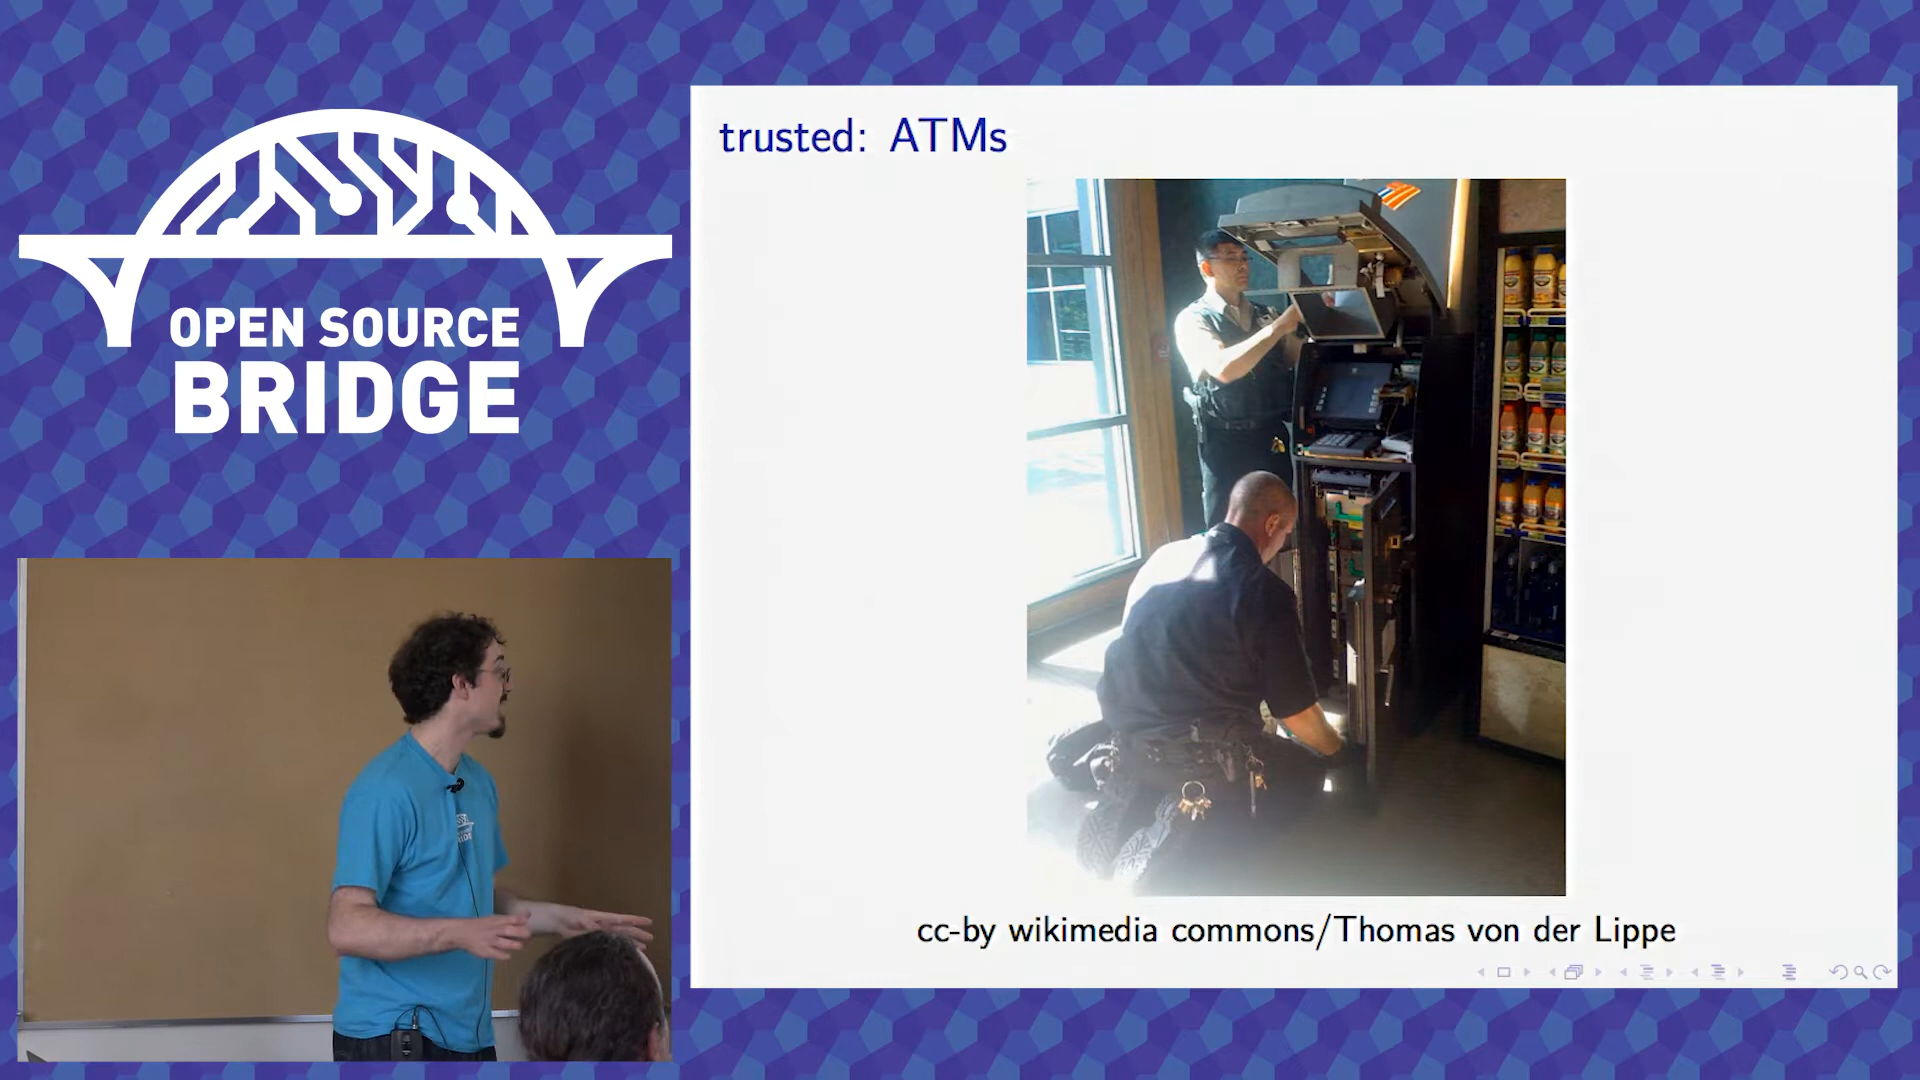 OPEN SOURCE
BRIDGE
trusted: ATMs
cc-by wikimedia commons/Thomas von der Lippe